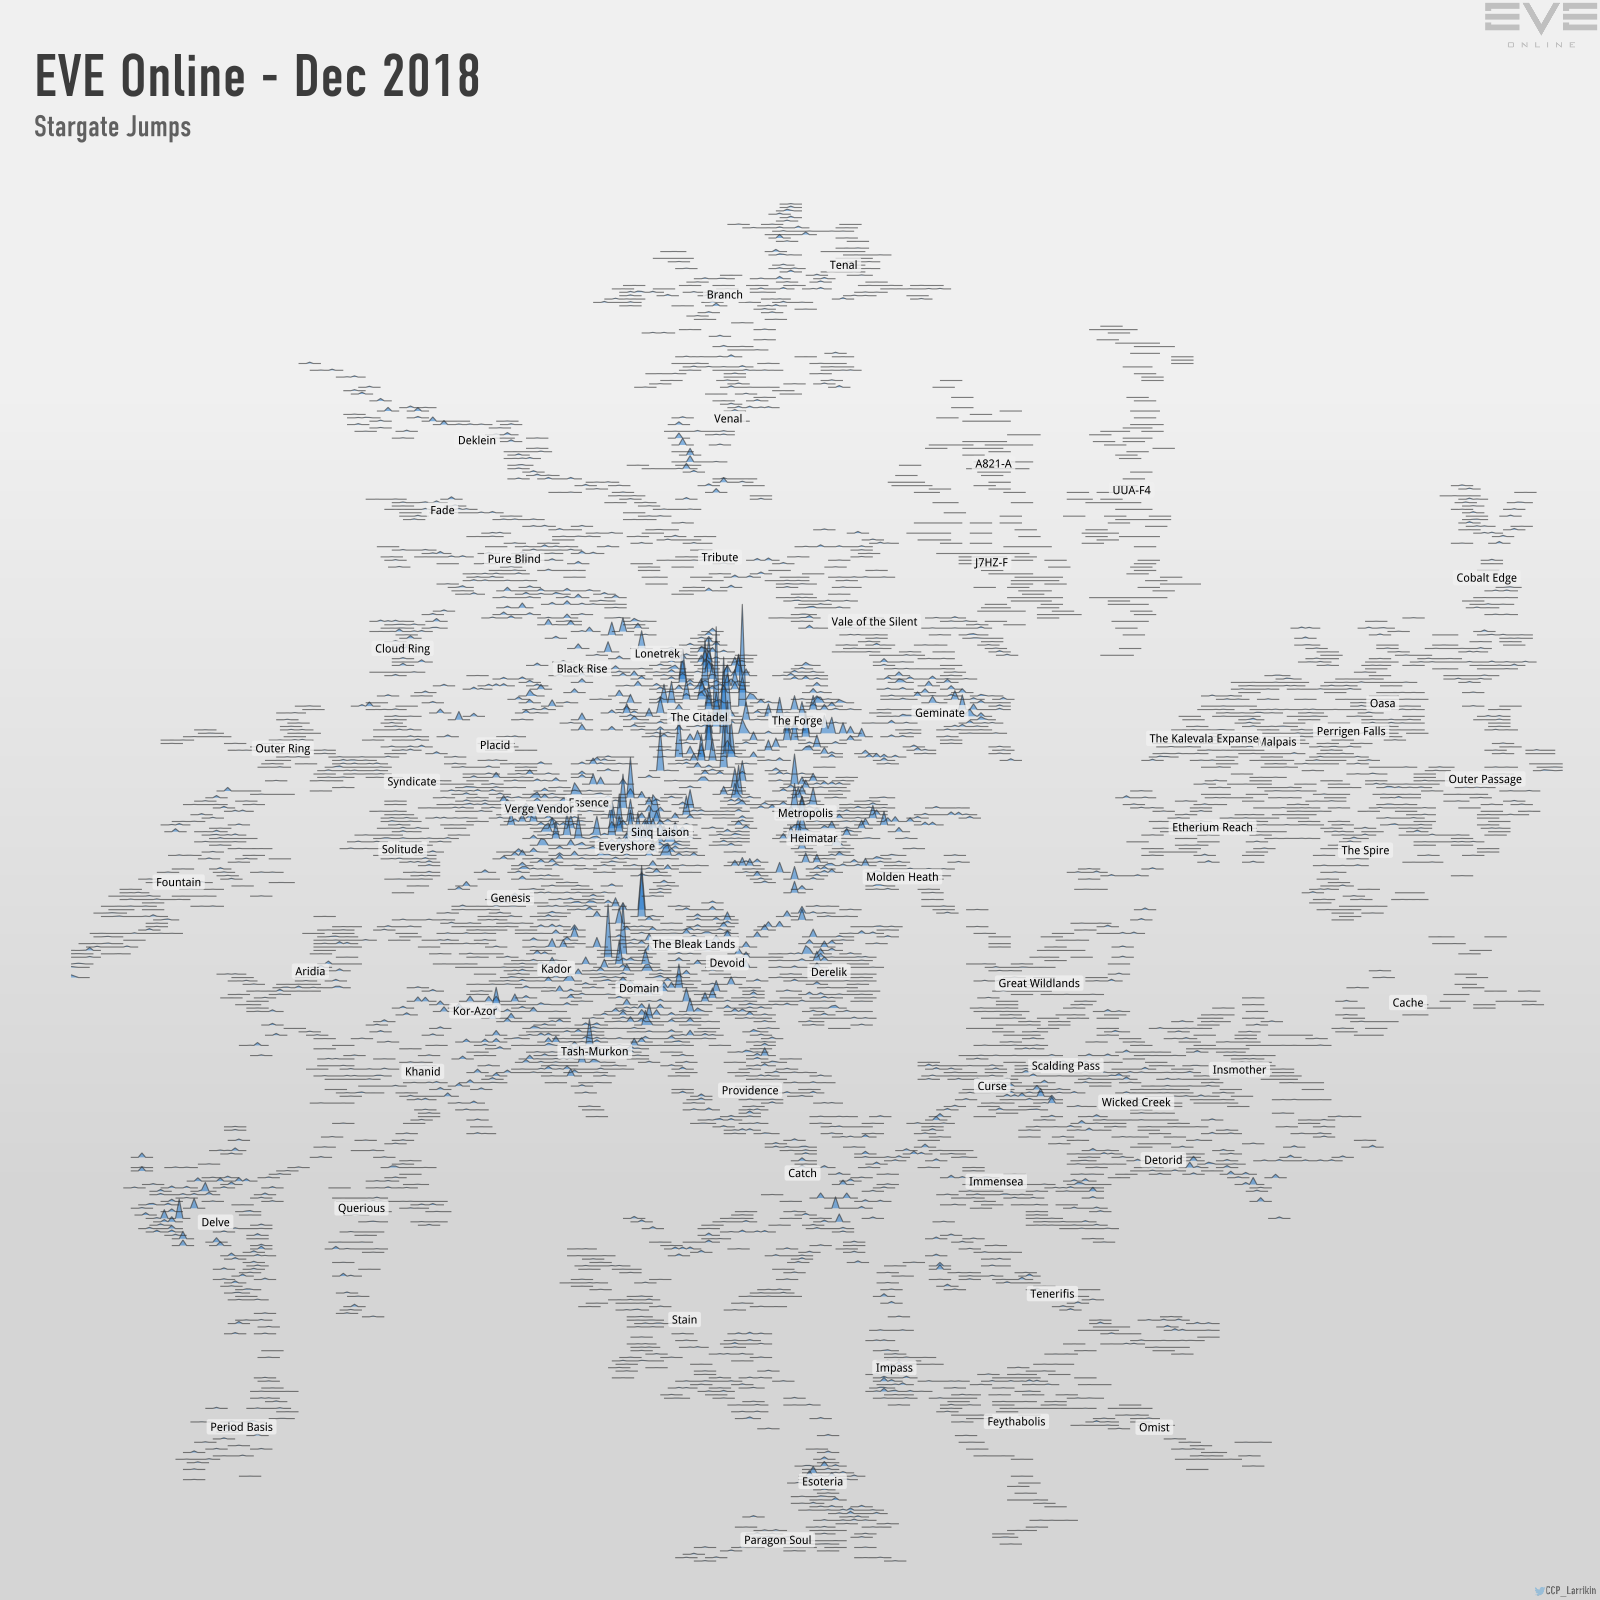 EVE
ONLINE
EVE Online - Dec 2018
Stargate Jumps
Tenal
Branch
Venal
Deklein
A821-A
UUA-F4
Fade
Tribute
Pure Blind
J7HZ-F
Cobalt Edge
Vale of the Silent
Cloud Ring
Lonetrek
Black Rise
Oasa
Geminate
The Citadel
The Forge
Perrigen Falls
The Kalevala Expanse
Malpais
Placid
Outer Ring
Outer Passage
Syndicate
Essence
Verge Vendor
Metropolis
Etherium Reach
Sinq Laison
Heimatar
Everyshore
Solitude
The Spire
Molden Heath
Fountain
Genesis
The Bleak Lands
Devoid
Kador
Aridia
Derelik
Great Wildlands
Domain
Cache
Kor-Azor
Tash-Murkon
Scalding Pass
Insmother
Khanid
Curse
Providence
Wicked Creek
Detorid
Catch
Immensea
Querious
Delve
Tenerifis
Stain
Impass
Feythabolis
Omist
Period Basis
Esoteria
Paragon Soul
CCP_Larrikin